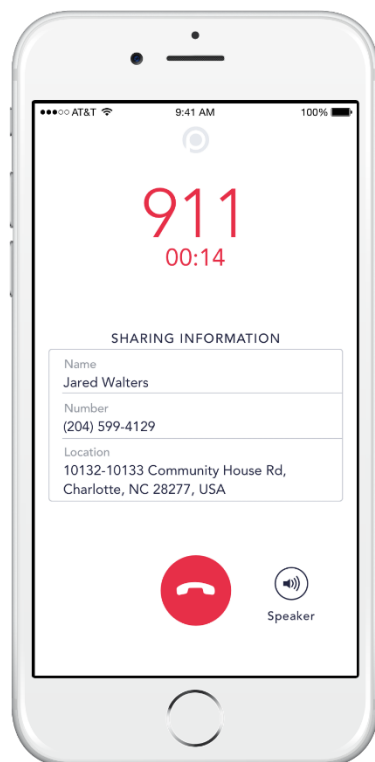 AT&T 9:41 AM 100%
911
00:14
SHARING INFORMATION
Name
Jared Walters
Number
(204) 599-4129
Location
10132-10133 Community House Rd,
Charlotte, NC 28277, USA
Speaker